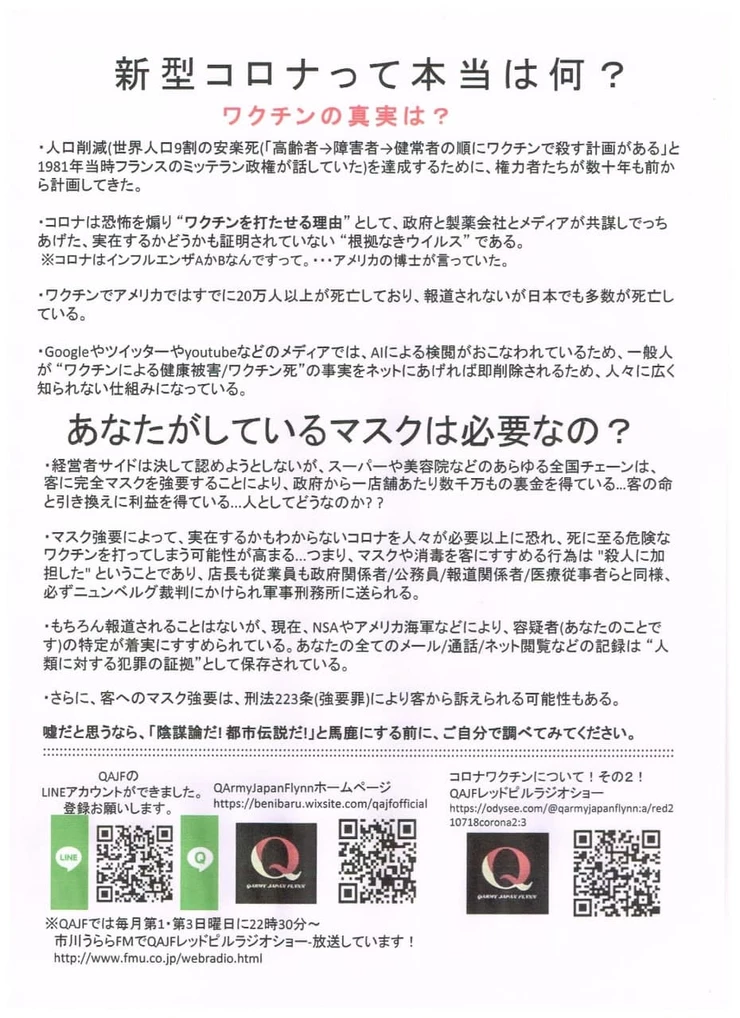 新型コロナって本当は何？
ワクチンの真実は？
・人口削減(世界人口9割の安楽死(「高齢者→障害者→健常者の順にワクチンで殺す計画がある」と
1981年当時フランスのミッテラン政権が話していた)を達成するために、権力者たちが数十年も前か
ら計画してきた。
・コロナは恐怖を煽り “ワクチンを打たせる理由” として、政府と製薬会社とメディアが共謀してでっち
あげた、実在するかどうかも証明されていない “根拠なきウイルス” である。
※コロナはインフルエンザAかBなんですって。・・・アメリカの博士が言っていた。
・ワクチンでアメリカではすでに20万人以上が死亡しており、報道されないが日本でも多数が死亡し
ている。
・Googleやツイッターやyoutubeなどのメディアでは、AIによる検閲がおこなわれているため、一般人
が “ワクチンによる健康被害/ワクチン死”の事実をネットにあげれば即削除されるため、人々に広く
知られない仕組みになっている。
あなたがしているマスクは必要なの？
・経営者サイドは決して認めようとしないが、スーパーや美容院などのあらゆる全国チェーンは、
客に完全マスクを強要することにより、政府から一店舗あたり数千万もの裏金を得ている...客の命
と引き換えに利益を得ている...人としてどうなのか??
・マスク強要によって、実在するかもわからないコロナを人々が必要以上に恐れ、死に至る危険な
ワクチンを打ってしまう可能性が高まる...つまり、マスクや消毒を客にすすめる行為は "殺人に加
担した" ということであり、店長も従業員も政府関係者/公務員/報道関係者/医療従事者らと同様、
必ずニュンベルグ裁判にかけられ軍事刑務所に送られる。
・もちろん報道されることはないが、現在、NSAやアメリカ海軍などにより、容疑者(あなたのことで
す)の特定が着実にすすめられている。あなたの全てのメール/通話/ネット閲覧などの記録は “人
類に対する犯罪の証拠”として保存されている。
・さらに、客へのマスク強要は、刑法223条(強要罪)により客から訴えられる可能性もある。
嘘だと思うなら、「陰謀論だ! 都市伝説だ!」と馬鹿にする前に、ご自分で調べてみてください。
QAJFの
LINEアカウントができました。
登録お願いします。
LINE
Q
QArmyJapanFlynnホームページ
https://benibaru.wixsite.com/qajfofficial
Q
QARMY JAPAN FLYNN
コロナワクチンについて！その２！
QAJFレッドピルラジオショー
https://odysee.com/@qarmyjapanflynn:a/red2
10718corona2:3
Q
QARMY JAPAN FLYNN
※QAJFでは毎月第1・第3日曜日に22時30分～
市川うららFMでQAJFレッドピルラジオショー-放送しています！
http://www.fmu.co.jp/webradio.html